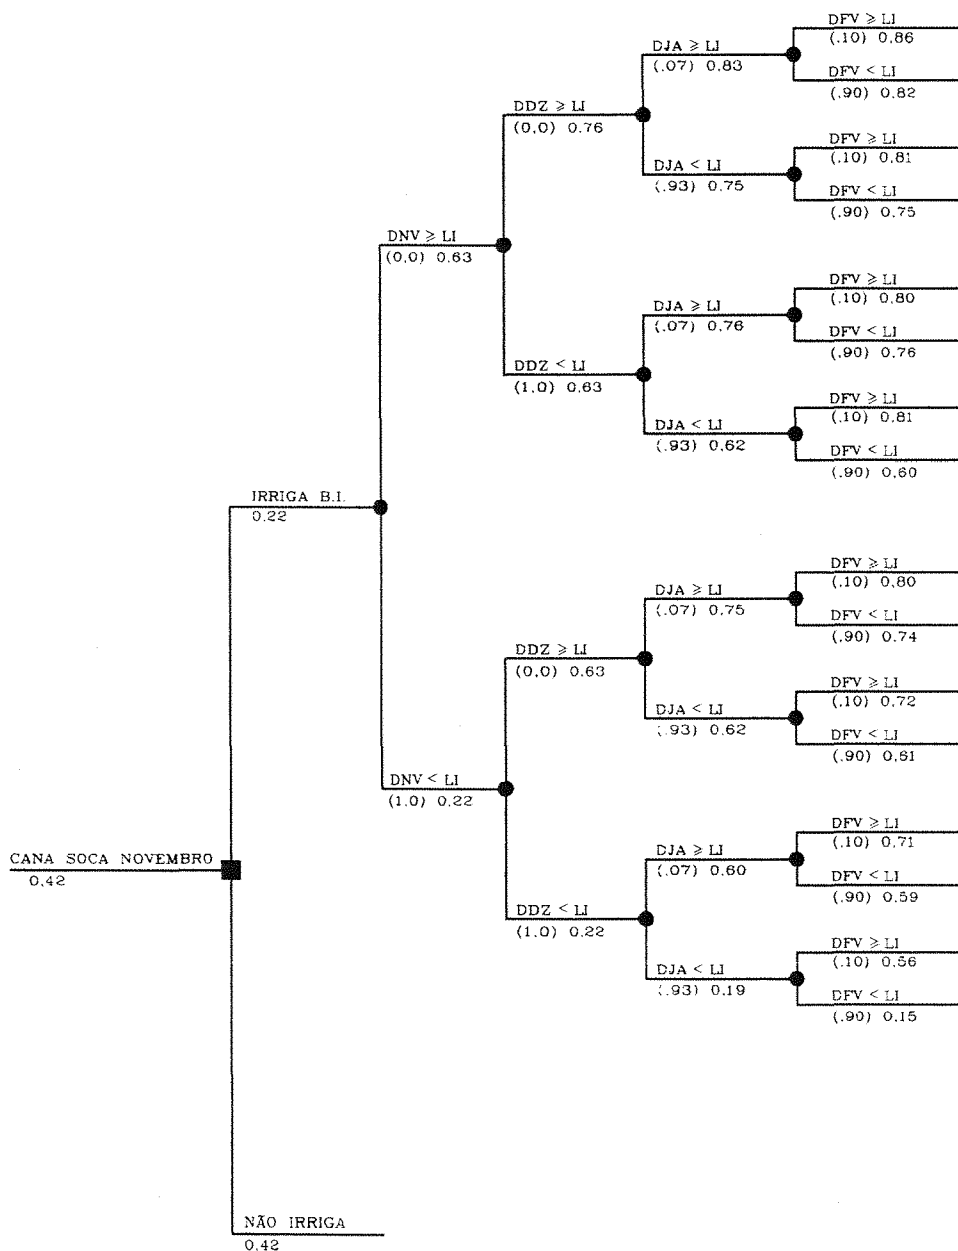 DFV ⩾ LI
(.10) 0.86
DJA ⩾ LI
(.07) 0.83
DFV < LI
(.90) 0.82
DDZ ⩾ LI
(0,0) 0.76
DFV ⩾ LI
(.10) 0.81
DJA < LI
(.93) 0.75
DFV < LI
(.90) 0.75
DNV ⩾ LI
(0,0) 0.63
DFV ⩾ LI
(.10) 0.80
DJA ⩾ LI
(.07) 0.76
DFV < LI
(.90) 0.76
DDZ < LI
(1,0) 0.63
DFV ⩾ LI
(.10) 0.81
DJA < LI
(.93) 0.62
DFV < LI
(.90) 0.60
IRRIGA B.I.
0.22
DFV ⩾ LI
(.10) 0.80
DJA ⩾ LI
(.07) 0.75
DFV < LI
(.90) 0.74
DDZ ⩾ LI
(0,0) 0.63
DFV ⩾ LI
(.10) 0.72
DJA < LI
(.93) 0.62
DFV < LI
(.90) 0.61
DNV < LI
(1.0) 0.22
DFV ⩾ LI
(.10) 0.71
DJA ⩾ LI
(.07) 0.60
DFV < LI
(.90) 0.59
DDZ < LI
(1,0) 0.22
DFV ⩾ LI
(.10) 0.56
DJA < LI
(.93) 0.19
DFV < LI
(.90) 0.15
CANA SOCA NOVEMBRO
0.42
NÃO IRRIGA
0.42